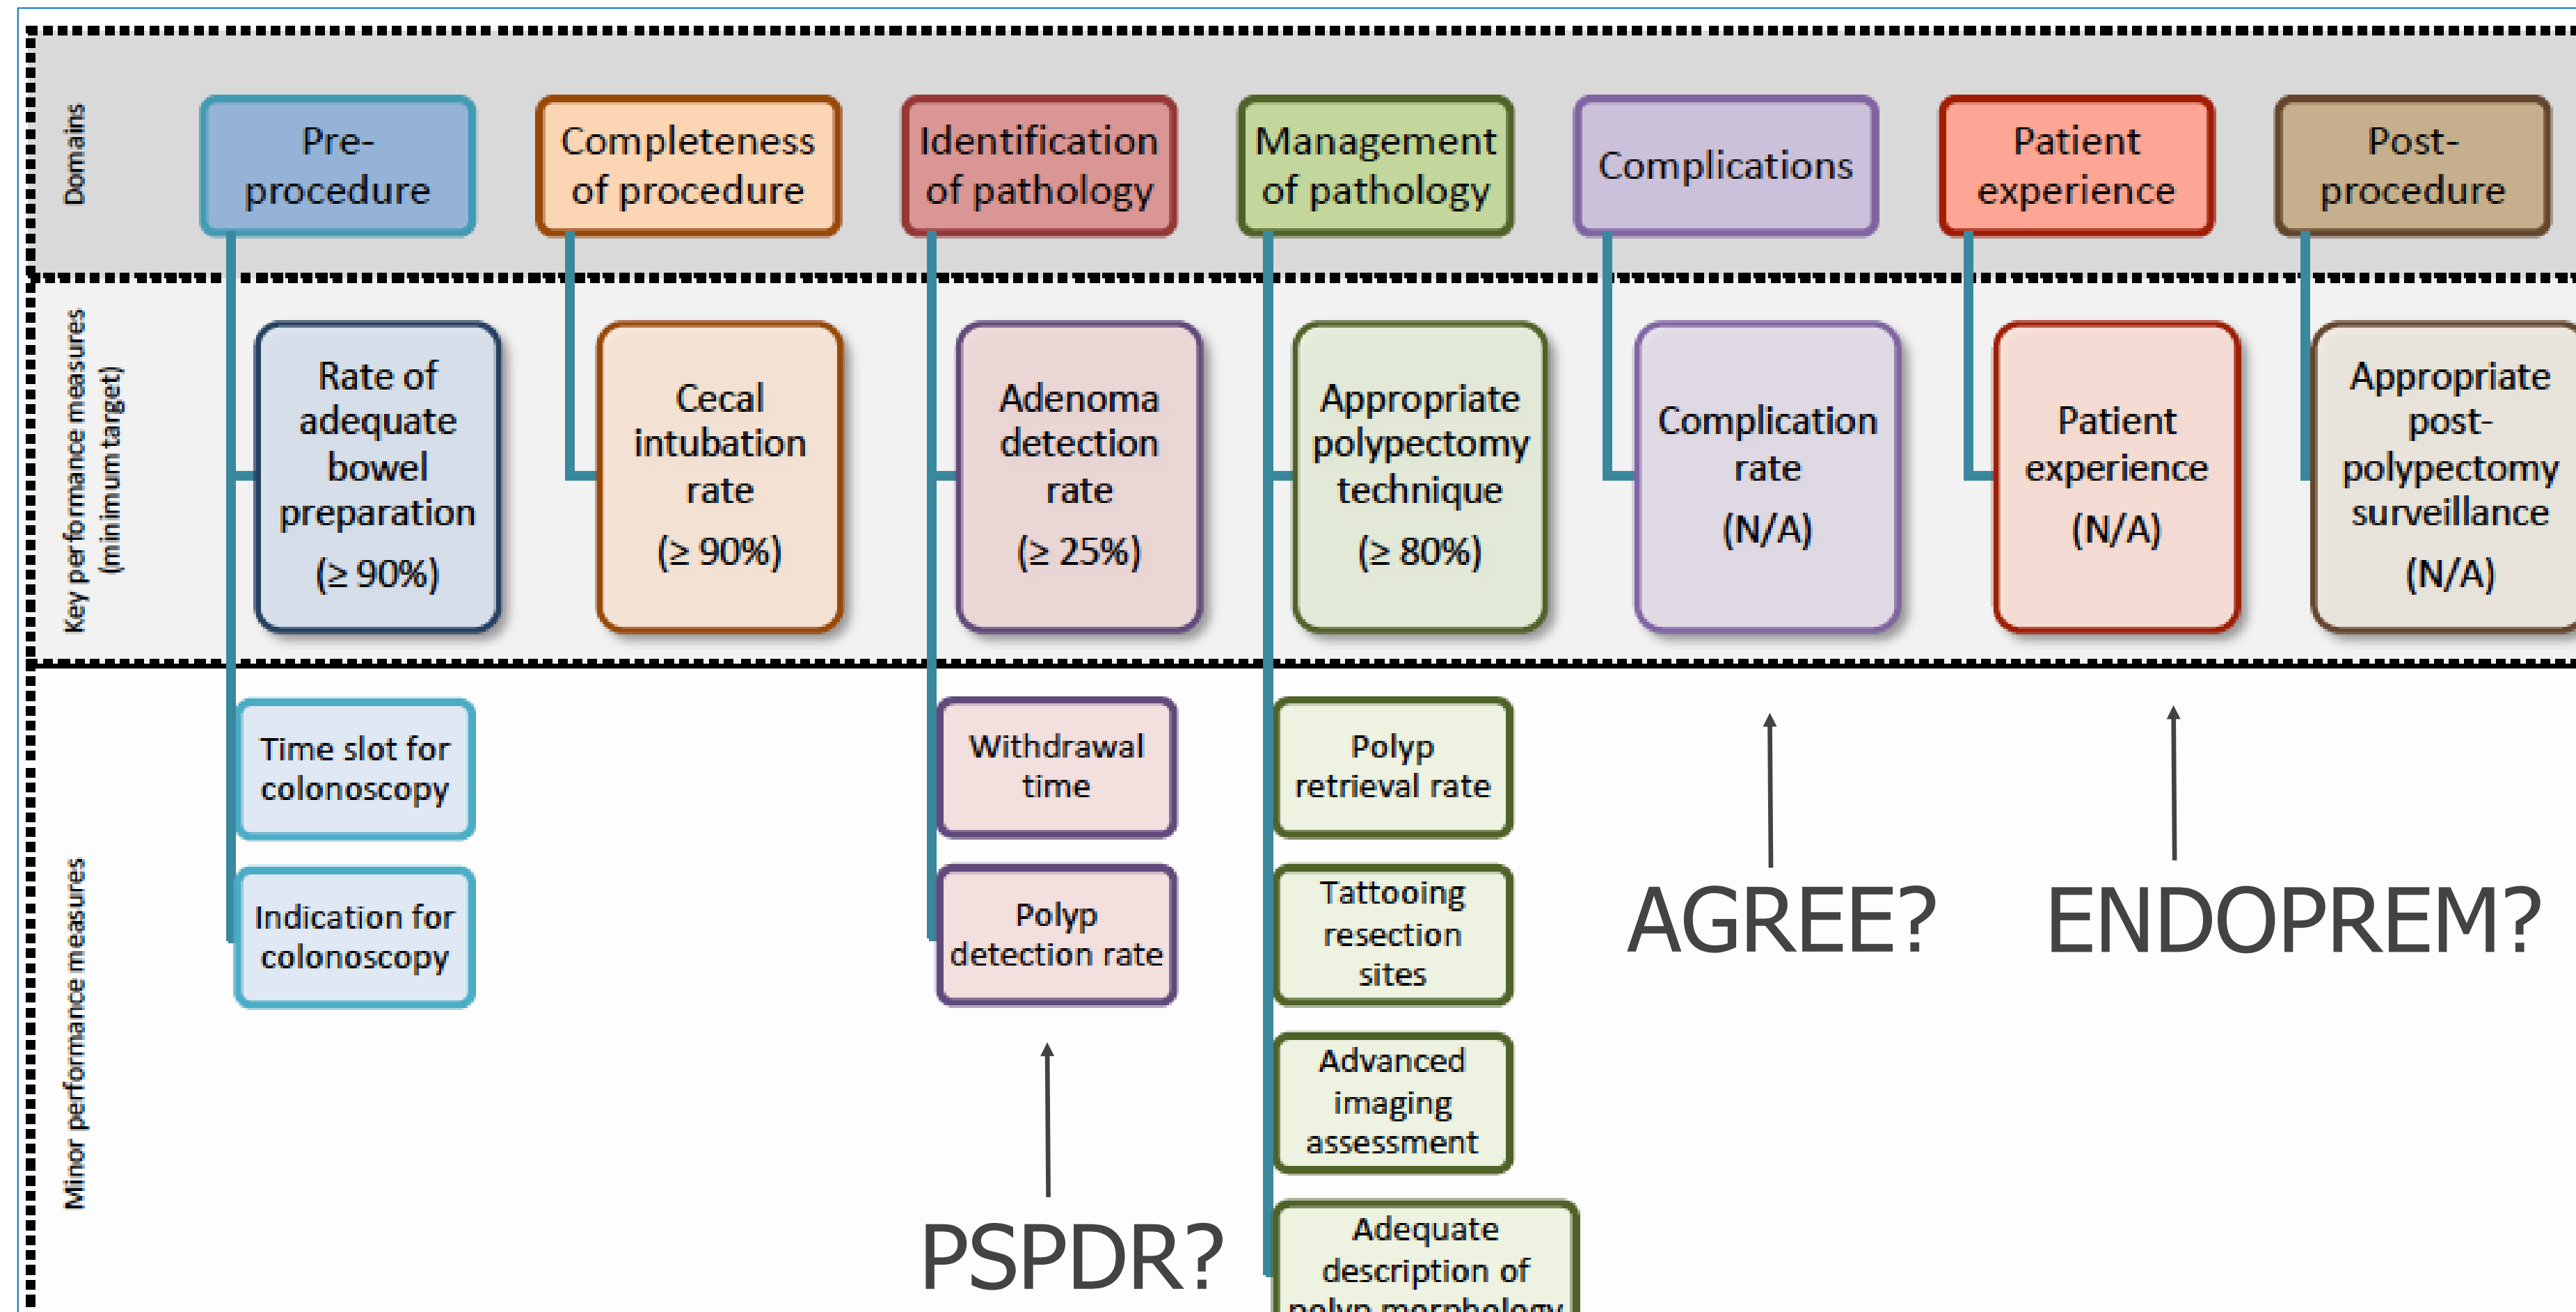 Domains
Pre-
procedure
Completeness
of procedure
Identification
of pathology
Management
of pathology
Complications
Patient
experience
Post-
procedure
Key performance measures
(minimum target)
Rate of
adequate
bowel
preparation
(≥ 90%)
Cecal
intubation
rate
(≥ 90%)
Adenoma
detection
rate
(≥ 25%)
Appropriate
polypectomy
technique
(≥ 80%)
Complication
rate
(N/A)
Patient
experience
(N/A)
Appropriate
post-
polypectomy
surveillance
(N/A)
Minor performance measures
Time slot for
colonoscopy
Indication for
colonoscopy
Withdrawal
time
Polyp
detection rate
PSPDR?
Polyp
retrieval rate
Tattooing
resection
sites
Advanced
imaging
assessment
Adequate
description of
polyp morphology
AGREE?
ENDOPREM?